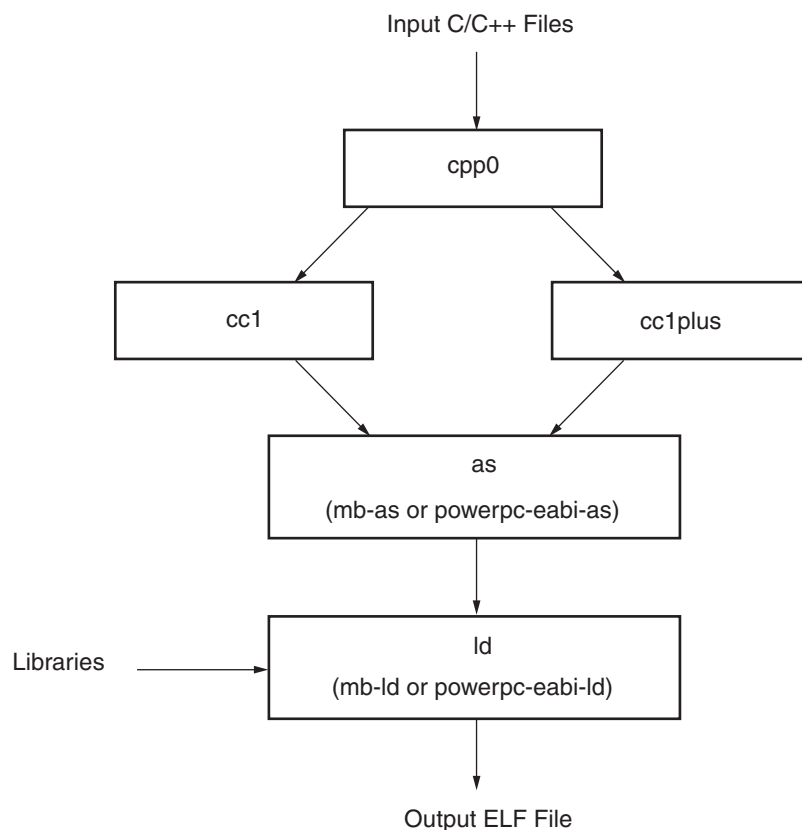 Input C/C++ Files
cpp0
cc1
cc1plus
as
(mb-as or powerpc-eabi-as)
Libraries
ld
(mb-ld or powerpc-eabi-ld)
Output ELF File